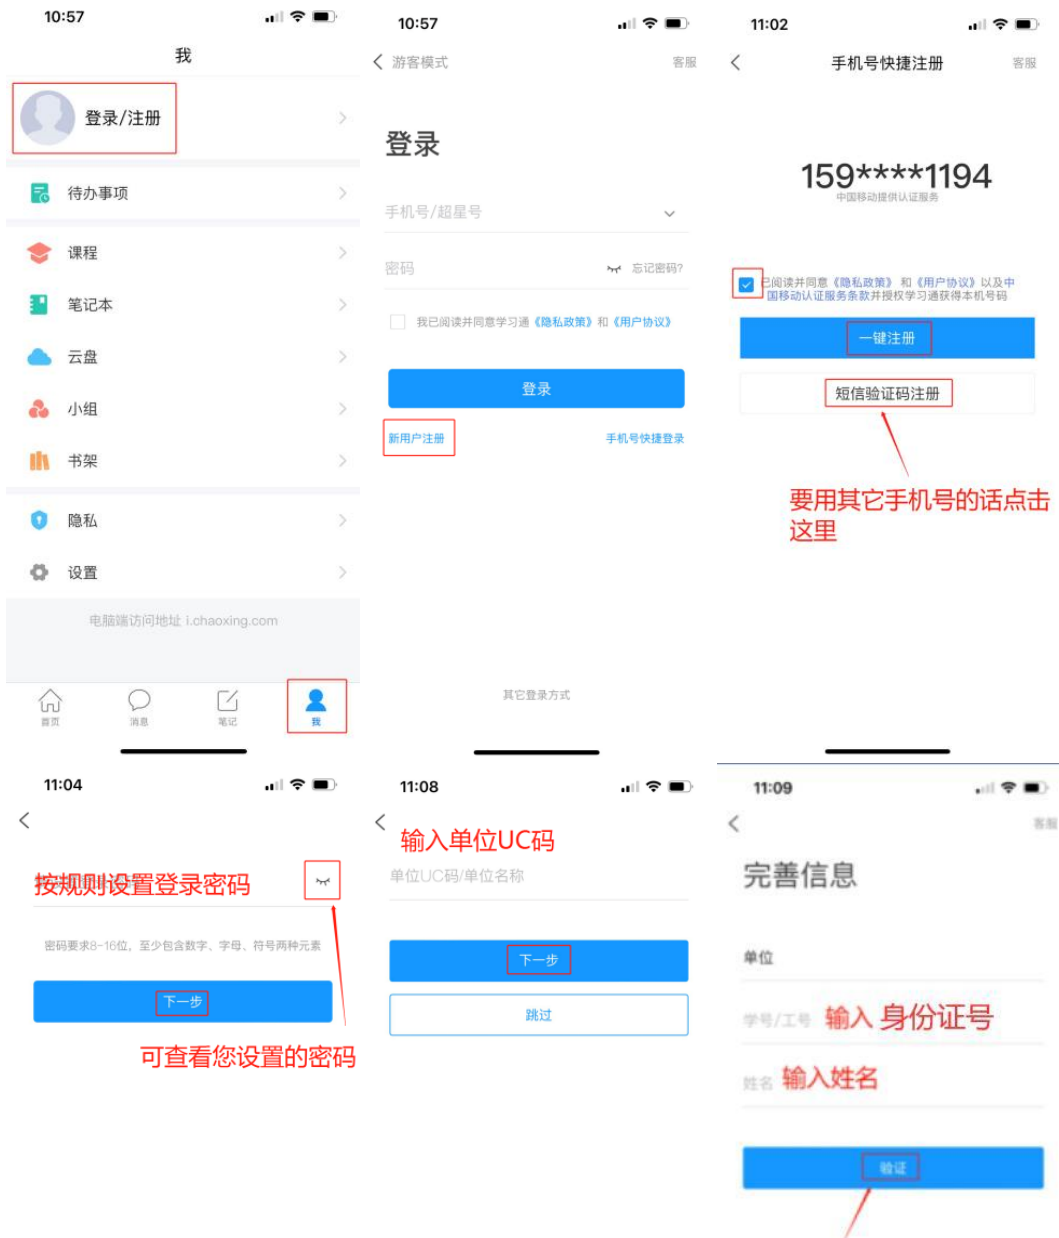 10:57
我
登录/注册
待办事项
课程
笔记本
云盘
小组
书架
隐私
设置
电脑端访问地址 i.chaoxing.com
首页
消息
笔记
我
10:57
游客模式
客服
登录
手机号/超星号
密码
忘记密码?
我已阅读并同意学习通《隐私政策》和《用户协议》
登录
新用户注册
手机号快捷登录
其它登录方式
11:02
手机号快捷注册
客服
159****1194
中国移动提供认证服务
已阅读并同意《隐私政策》 和《用户协议》以及中
国移动认证服务条款并授权学习通获得本机号码
一键注册
短信验证码注册
要用其它手机号的话点击
这里
11:04
按规则设置登录密码
密码要求8-16位，至少包含数字、字母、符号两种元素
下一步
可查看您设置的密码
11:08
输入单位UC码
单位UC码/单位名称
下一步
跳过
11:09
客服
完善信息
单位
学号/工号 输入 身份证号
姓名 输入姓名
验证